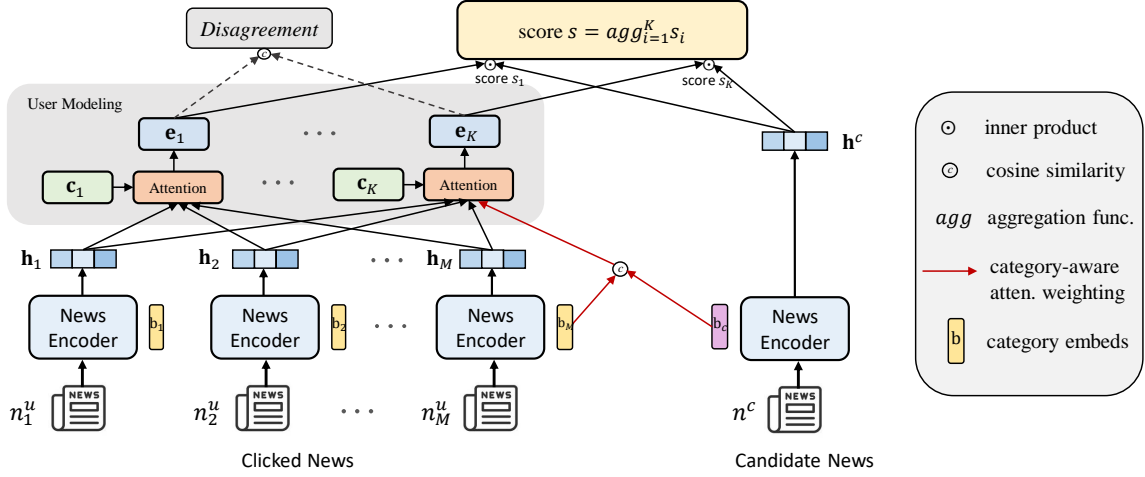 Disagreement
c
score s = agg_{i=1}^{K} s_i
score s_1
score s_K
User Modeling
e_1
. . .
e_K
c_1
Attention
. . .
c_K
Attention
h^c
h_1
h_2
. . .
h_M
c
News
Encoder
b_1
News
Encoder
b_2
. . .
News
Encoder
b_M
b_c
News
Encoder
n_1^u
NEWS
n_2^u
NEWS
. . .
n_M^u
NEWS
n^c
NEWS
Clicked News
Candidate News
⊙ inner product
c cosine similarity
agg aggregation func.
category-aware
atten. weighting
b category embeds